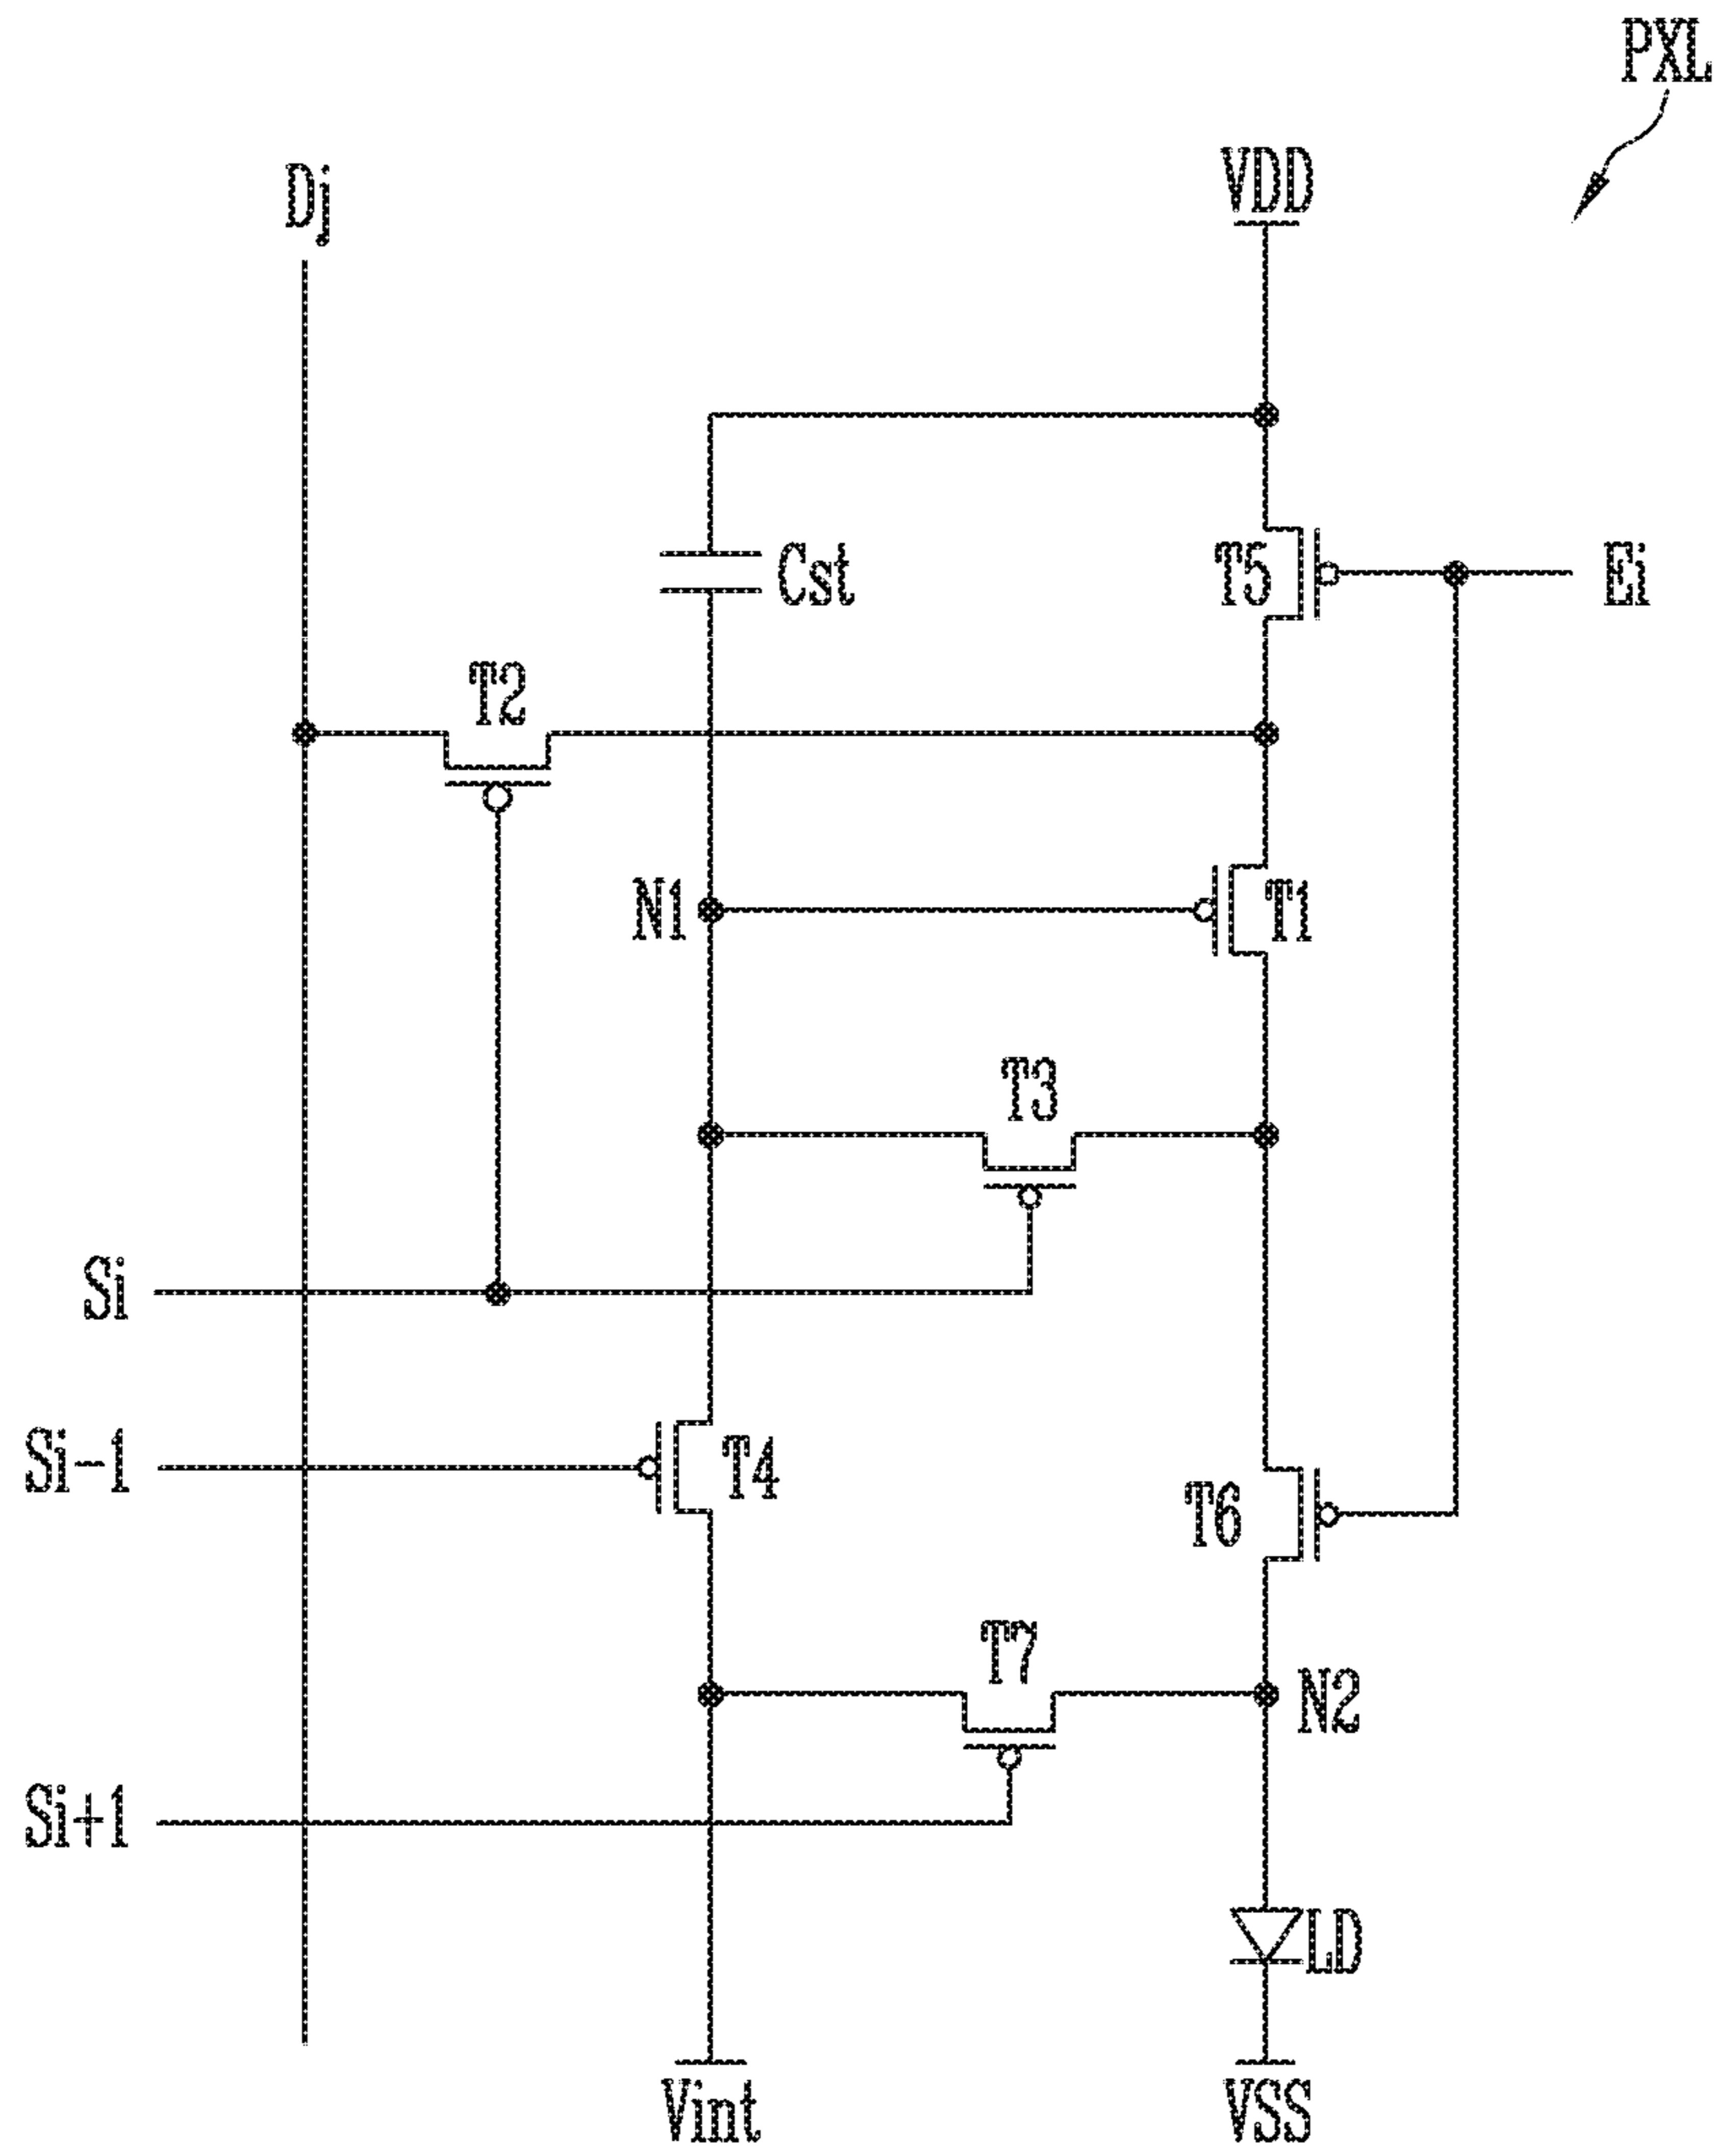 PXL
Dj
VDD
Cst
T5
Ei
T2
N1
T1
T3
Si
Si-1
T4
T6
T7
N2
Si+1
LD
Vint
VSS